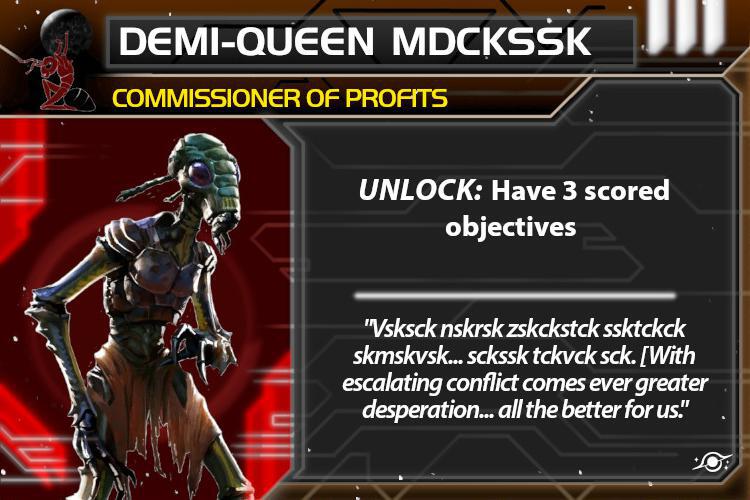 DEMI-QUEEN MDCKSSK
COMMISSIONER OF PROFITS
UNLOCK: Have 3 scored
objectives
"Vsksck nskrsk zskckstck ssktckck
skmskvsk... sckssk tckvck sck. [With
escalating conflict comes ever greater
desperation... all the better for us."